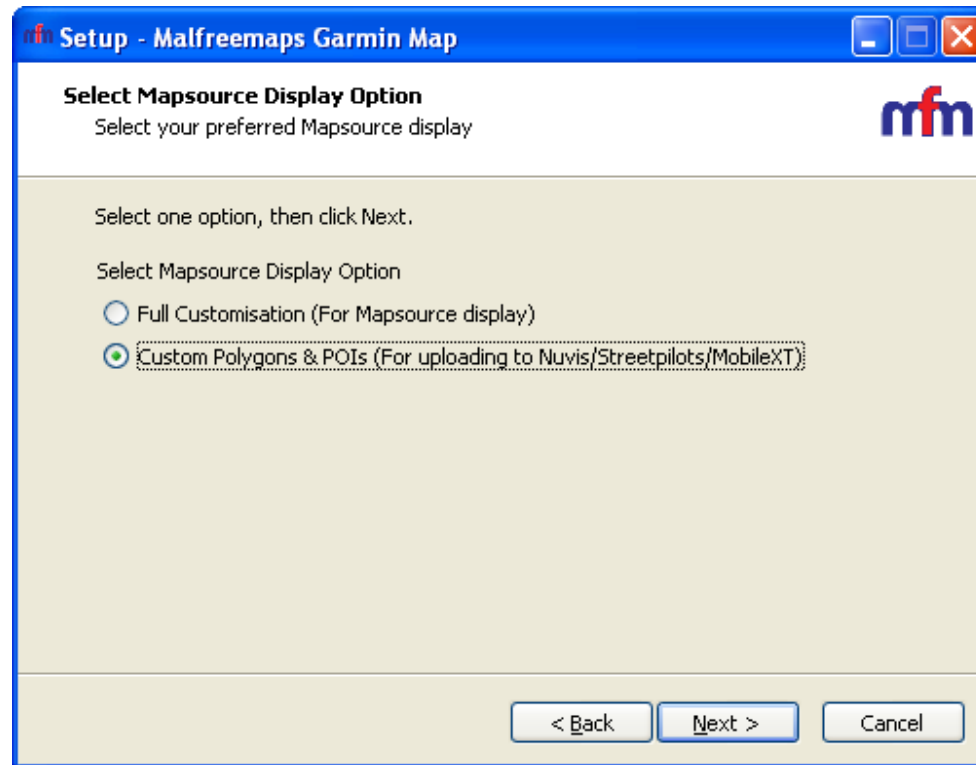 mfm Setup - Malfreemaps Garmin Map
Select Mapsource Display Option
Select your preferred Mapsource display
mfm
Select one option, then click Next.
Select Mapsource Display Option
Full Customisation (For Mapsource display)
Custom Polygons & POIs (For uploading to Nuvis/Streetpilots/MobileXT)
< Back Next > Cancel